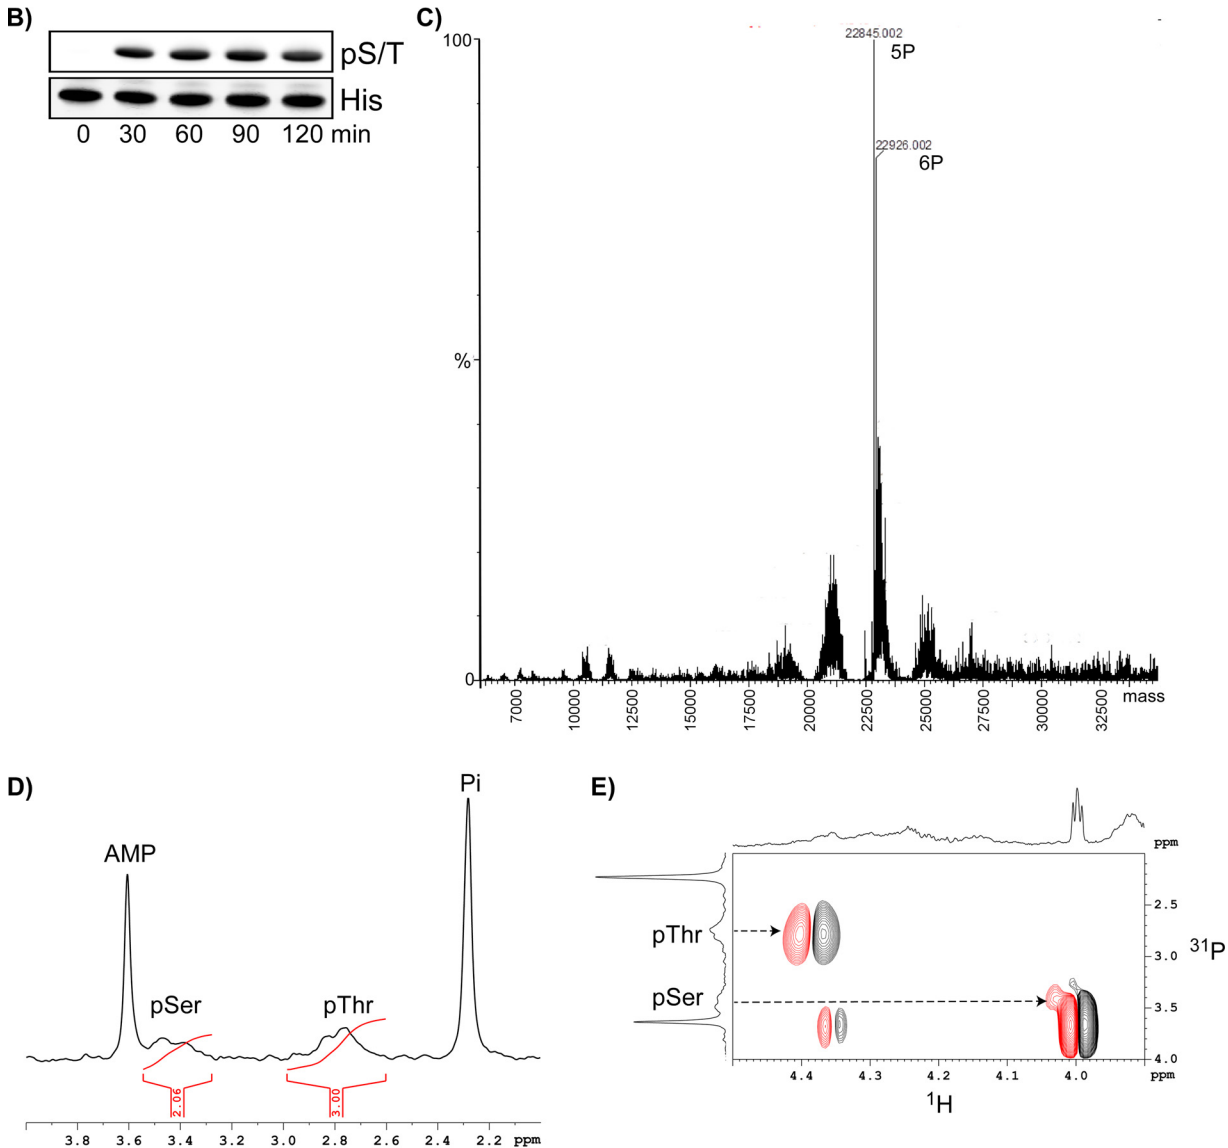 B)
pS/T
His
0 30 60 90 120 min
C)
100
22845.002
5P
22926.002
6P
%
0
7000 10000 12500 15000 17500 20000 22500 25000 27500 30000 32500 mass
D)
Pi
AMP
pSer
pThr
2.06
3.00
3.8 3.6 3.4 3.2 3.0 2.8 2.6 2.4 2.2 ppm
E)
ppm
2.5
pThr
31P
3.0
pSer
3.5
4.0
4.4 4.3 4.2 4.1 4.0 ppm
1H